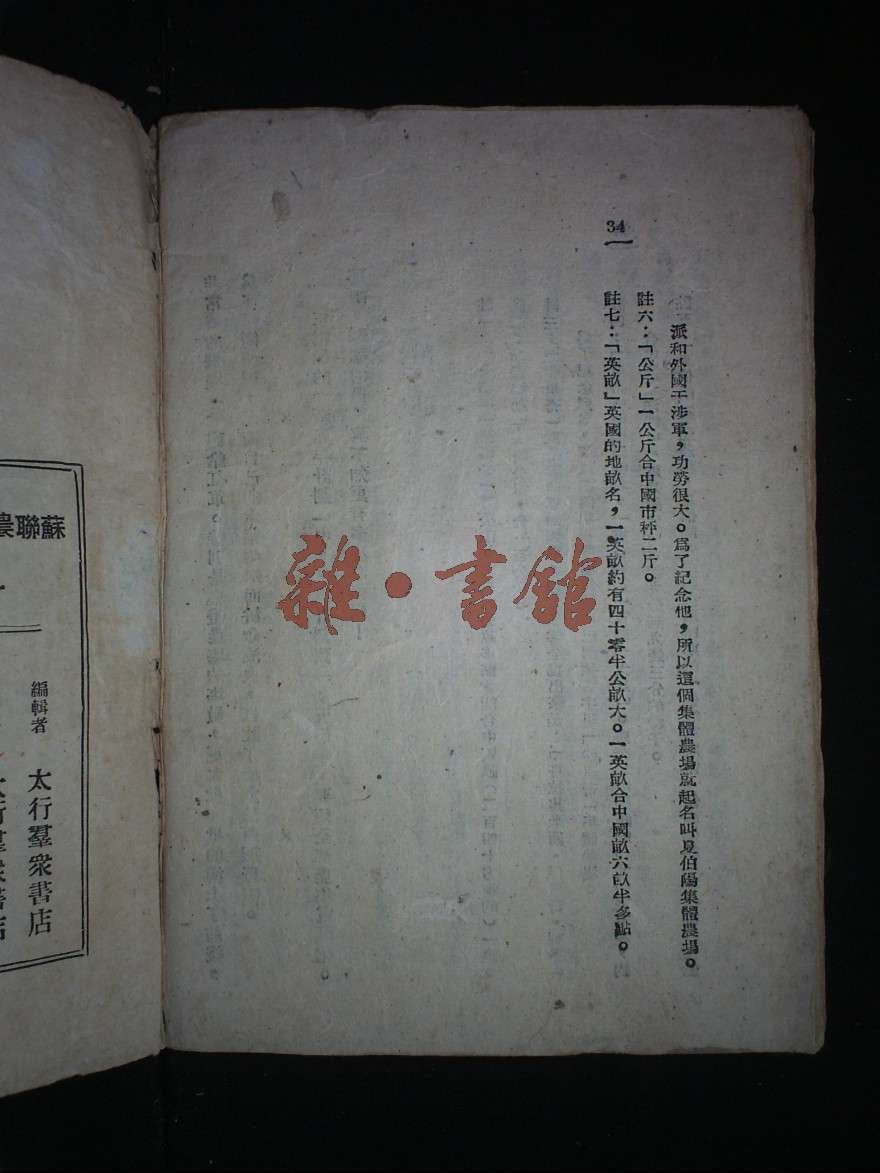 34
派和外國干涉軍，功勞很大。爲了紀念他，所以這個集體農場就起名叫夏伯陽集體農場。
註六：「公斤」一公斤合中國市秤二斤。
註七：「英畝」英國的地畝名，一英畝約有四十零半公畝大。一英畝合中國畝六畝半多點。
雜·書館
蘇聯農
編輯者 太行羣衆書店